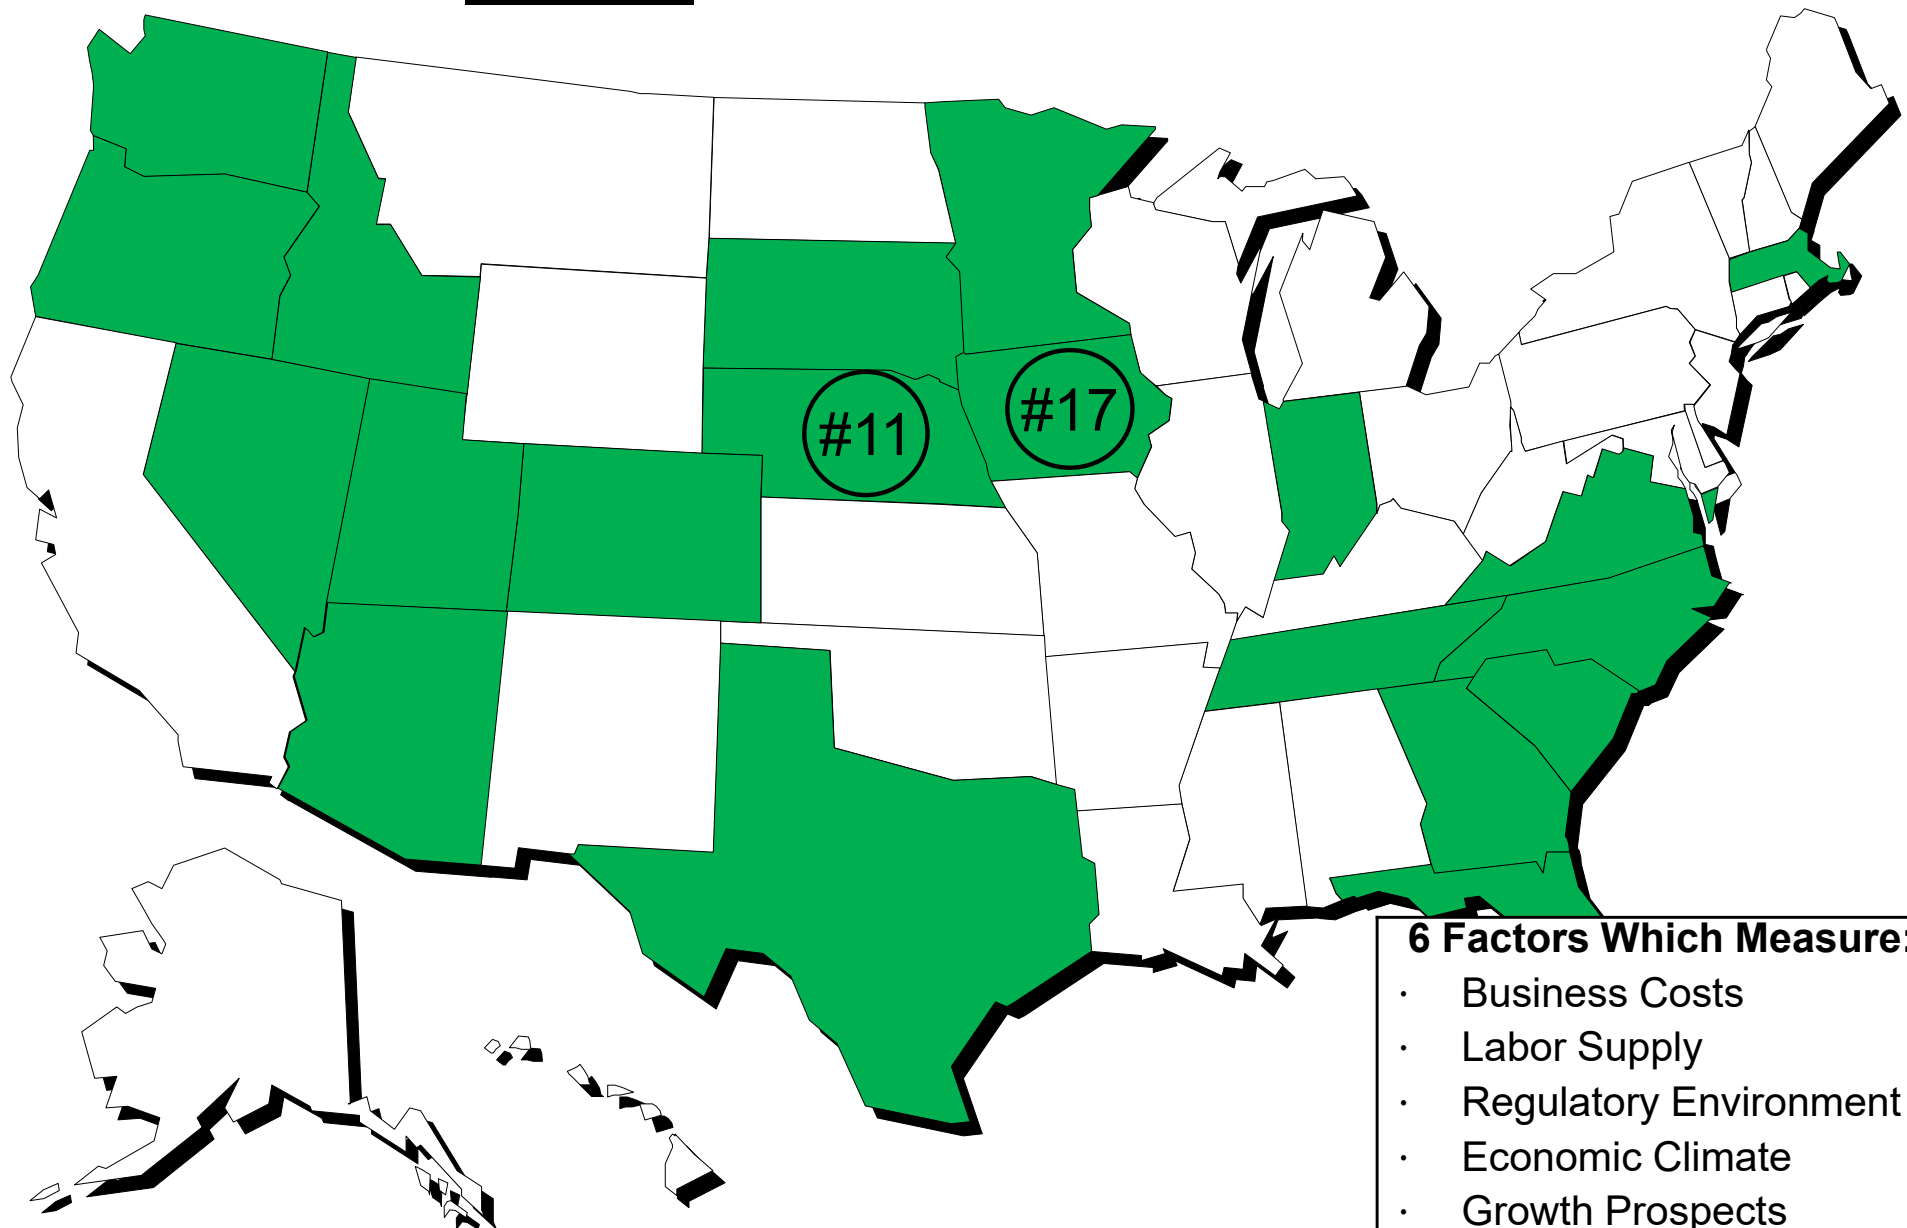 #11
#17
6 Factors Which Measure:
· Business Costs
· Labor Supply
· Regulatory Environment
· Economic Climate
· Growth Prospects